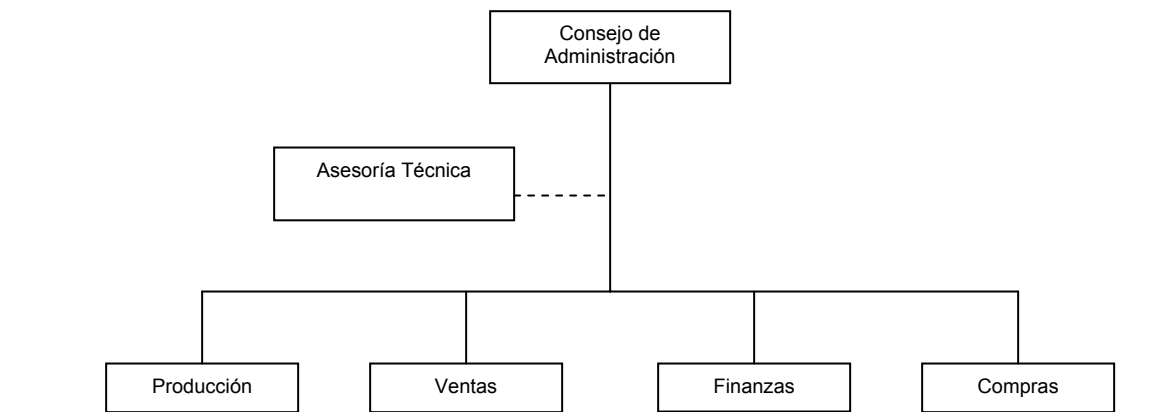 Consejo de
Administración
Asesoría Técnica
Producción
Ventas
Finanzas
Compras